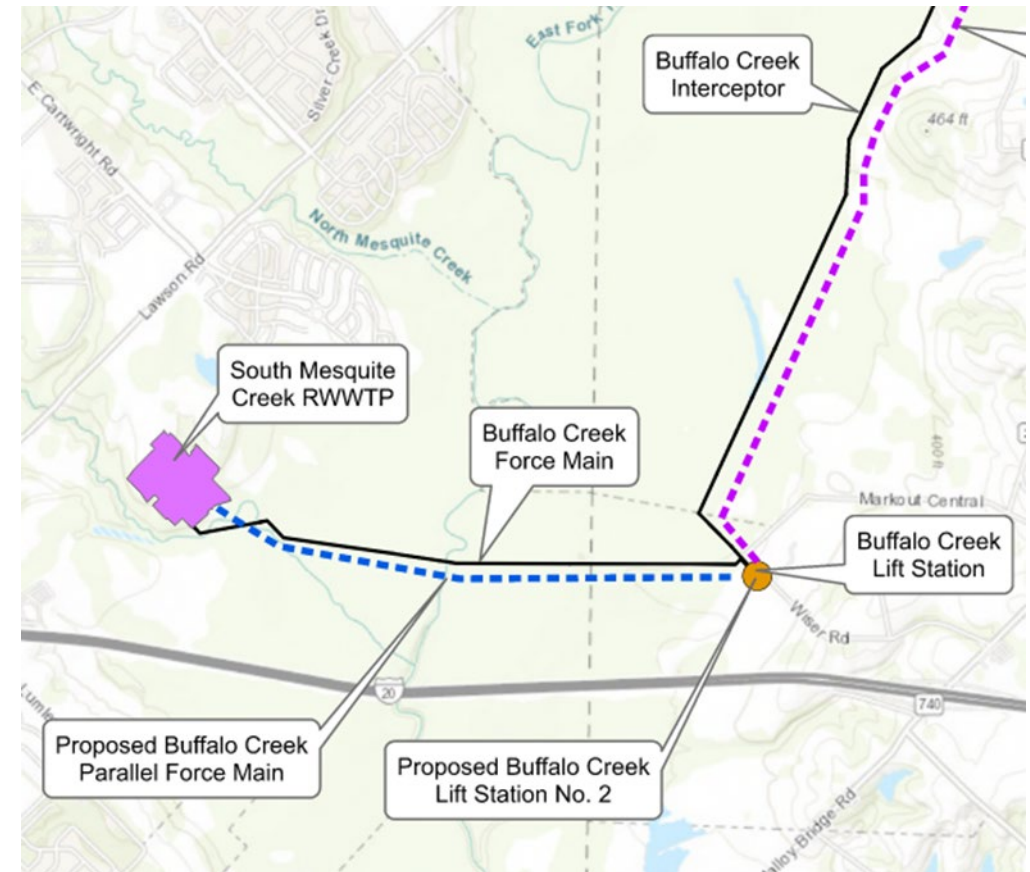 Silver Creek Dr
East Fork
Buffalo Creek
Interceptor
464 ft
E Cartwright Rd
North Mesquite Creek
Lawson Rd
South Mesquite
Creek RWWTP
Buffalo Creek
Force Main
400 ft
Markout Central
Buffalo Creek
Lift Station
Wiser Rd
20
740
Proposed Buffalo Creek
Parallel Force Main
Proposed Buffalo Creek
Lift Station No. 2
Bridge Rd